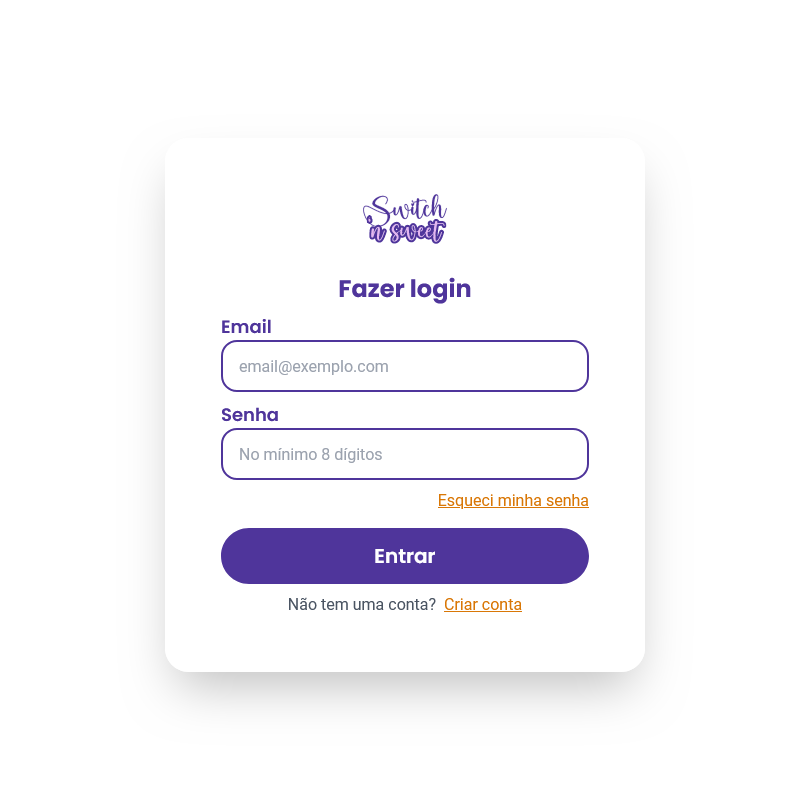 Switch
n sweet
Fazer login
Email
email@exemplo.com
Senha
No mínimo 8 dígitos
Esqueci minha senha
Entrar
Não tem uma conta? Criar conta